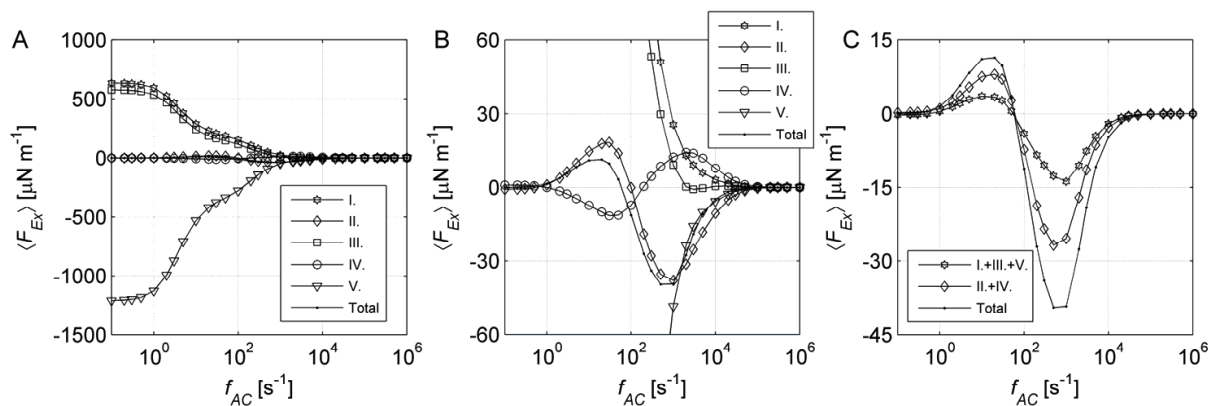 A
1000
500
0
-500
-1000
-1500
⟨F_Ex⟩ [µN m⁻¹]
I.
II.
III.
IV.
V.
Total
10⁰ 10² 10⁴ 10⁶
f_AC [s⁻¹]
B
60
30
0
-30
-60
⟨F_Ex⟩ [µN m⁻¹]
I.
II.
III.
IV.
V.
Total
10⁰ 10² 10⁴ 10⁶
f_AC [s⁻¹]
C
15
0
-15
-30
-45
⟨F_Ex⟩ [µN m⁻¹]
I.+III.+V.
II.+IV.
Total
10⁰ 10² 10⁴ 10⁶
f_AC [s⁻¹]